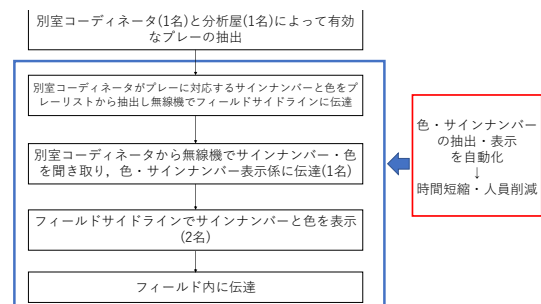 別室コーディネータ(1名)と分析屋(1名)によって有効
なプレーの抽出
別室コーディネータがプレーに対応するサインナンバーと色をプ
レーリストから抽出し無線機でフィールドサイドラインに伝達
別室コーディネータから無線機でサインナンバー・色
を聞き取り，色・サインナンバー表示係に伝達(1名)
フィールドサイドラインでサインナンバーと色を表示
(2名)
フィールド内に伝達
色・サインナンバー
の抽出・表示
を自動化
↓
時間短縮・人員削減